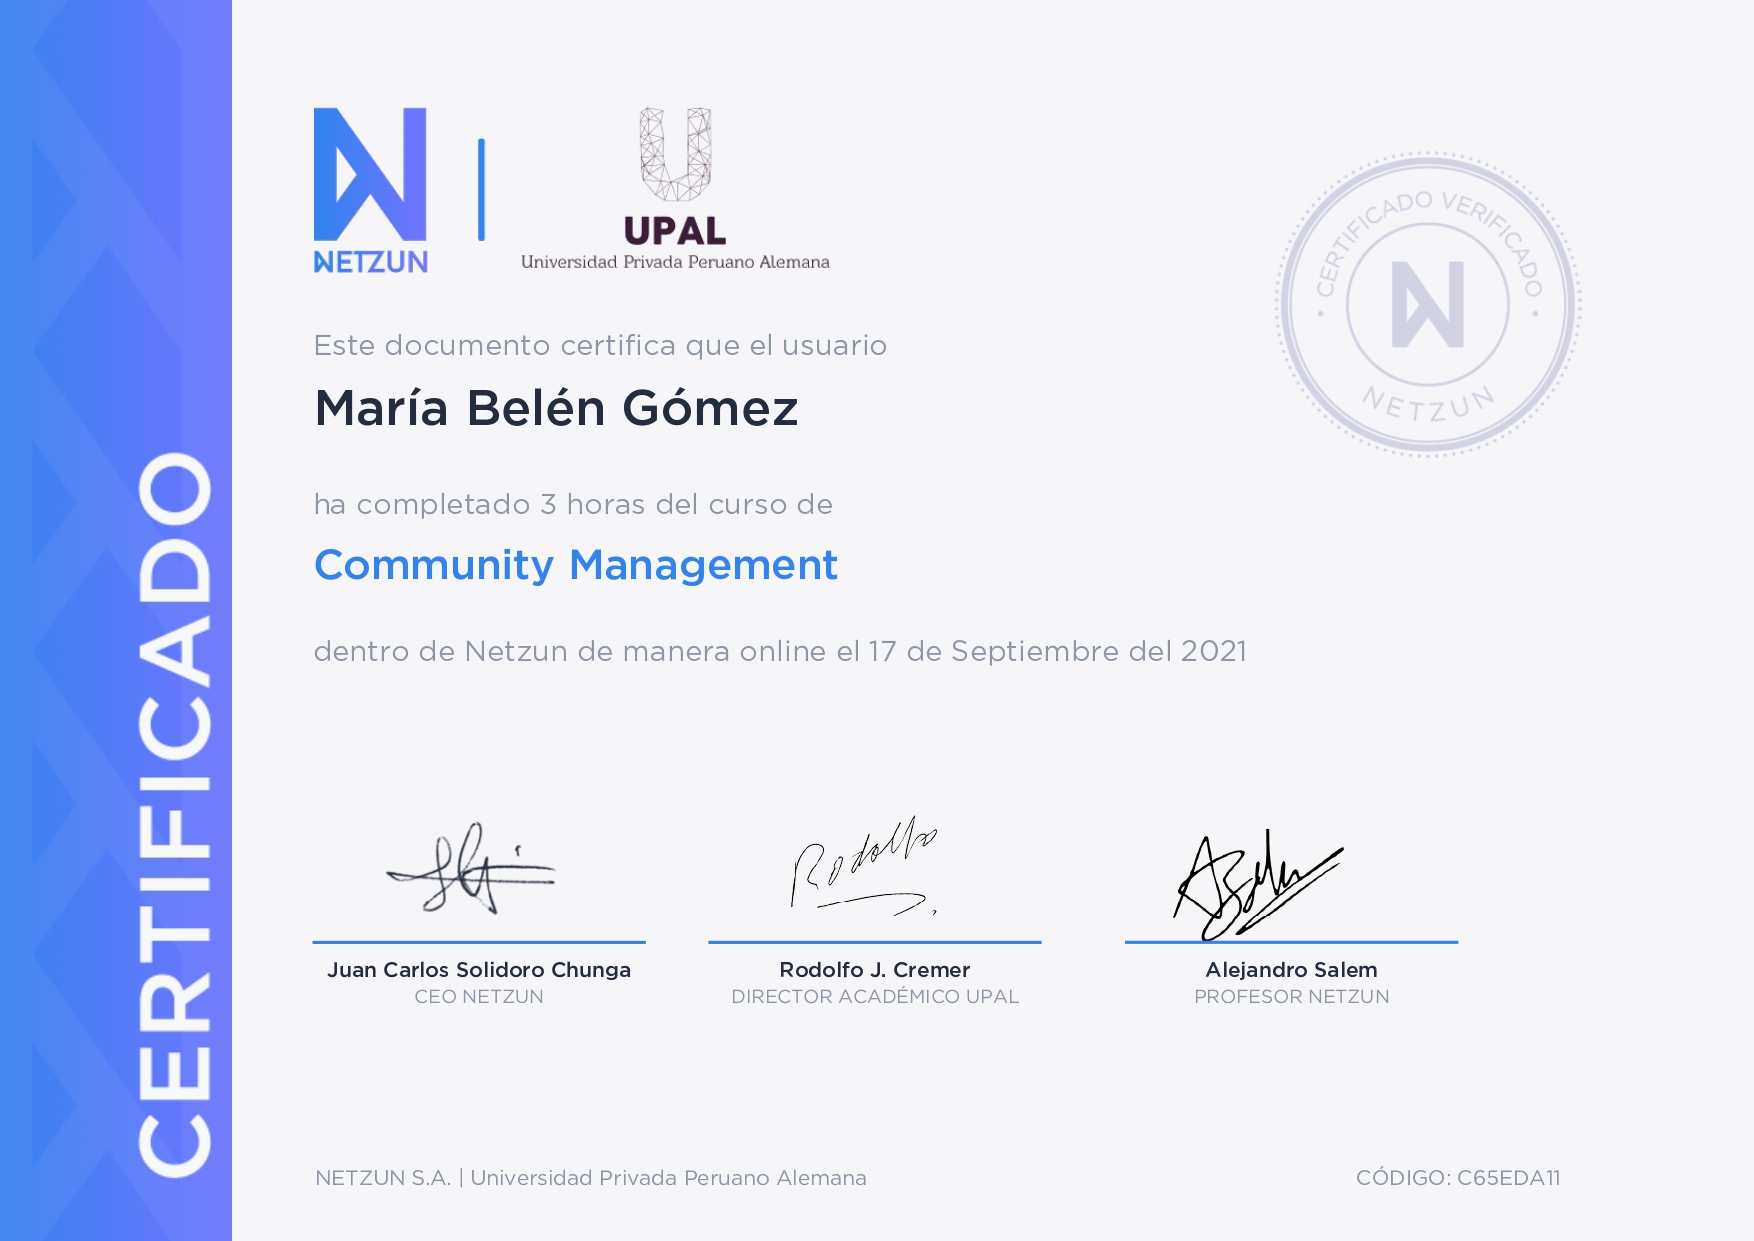 CERTIFICADO
NETZUN
UPAL
Universidad Privada Peruano Alemana
CERTIFICADO VERIFICADO
NETZUN
Este documento certifica que el usuario
María Belén Gómez
ha completado 3 horas del curso de
Community Management
dentro de Netzun de manera online el 17 de Septiembre del 2021
Rodolfo
ASalem
Juan Carlos Solidoro Chunga
CEO NETZUN
Rodolfo J. Cremer
DIRECTOR ACADÉMICO UPAL
Alejandro Salem
PROFESOR NETZUN
NETZUN S.A. | Universidad Privada Peruano Alemana
CÓDIGO: C65EDA11